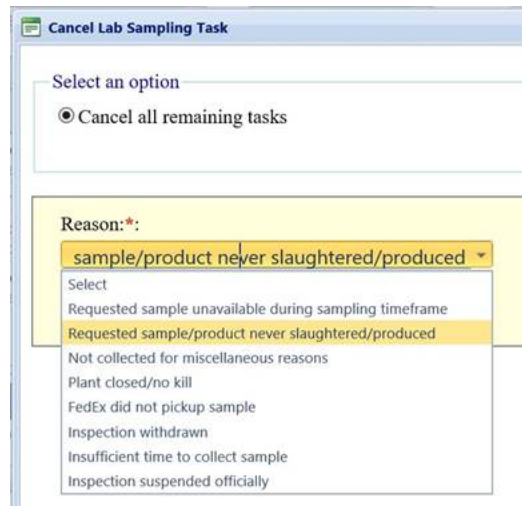 Cancel Lab Sampling Task
Select an option
Cancel all remaining tasks
Reason:*:
sample/product never slaughtered/produced
Select
Requested sample unavailable during sampling timeframe
Requested sample/product never slaughtered/produced
Not collected for miscellaneous reasons
Plant closed/no kill
FedEx did not pickup sample
Inspection withdrawn
Insufficient time to collect sample
Inspection suspended officially